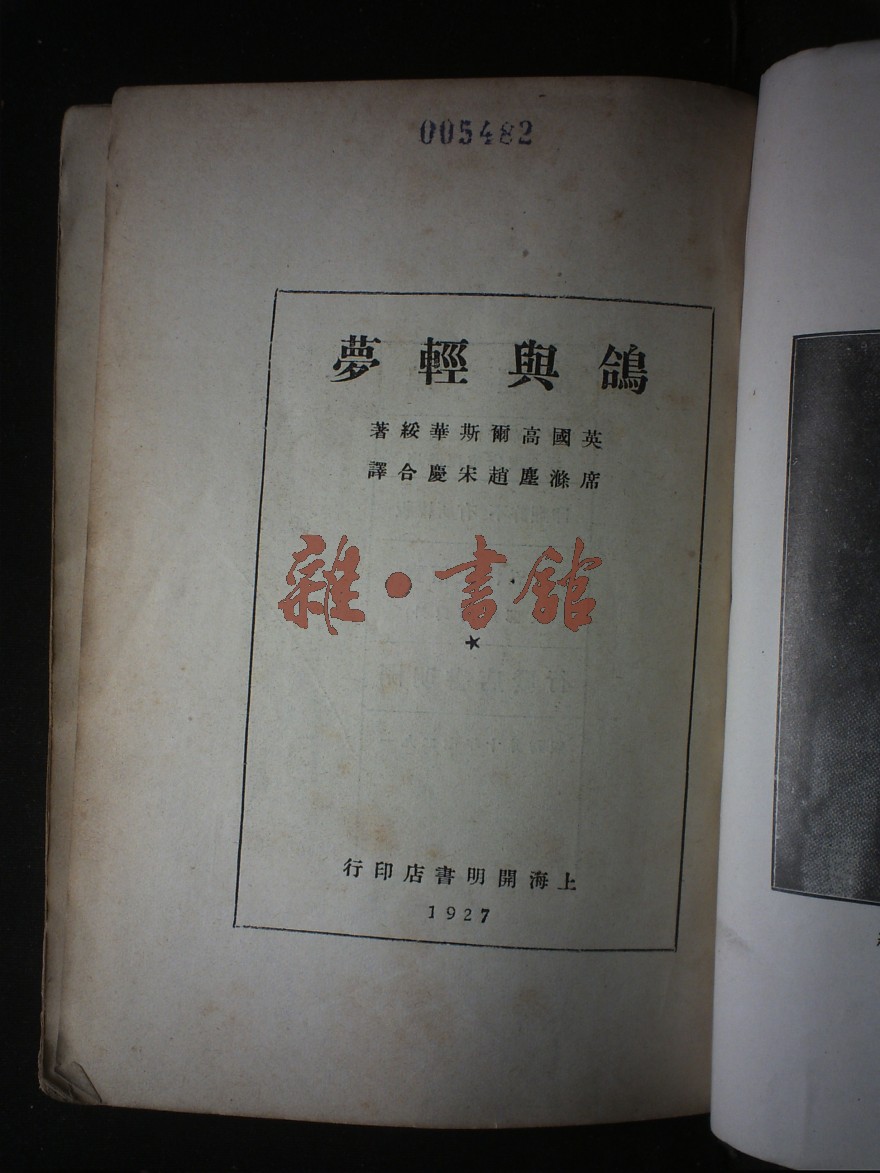 005482
鴿與輕夢
英國高爾斯華綏著
席滌塵趙宋慶合譯
雜·書館
上海開明書店印行
1927